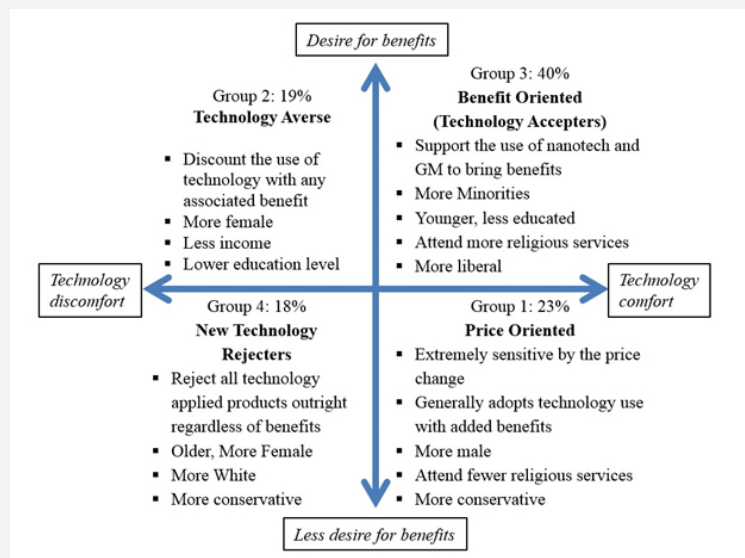 Desire for benefits
Group 2: 19%
Technology Averse
▪ Discount the use of
technology with any
associated benefit
▪ More female
▪ Less income
▪ Lower education level
Group 3: 40%
Benefit Oriented
(Technology Accepters)
▪ Support the use of nanotech and
GM to bring benefits
▪ More Minorities
▪ Younger, less educated
▪ Attend more religious services
▪ More liberal
Technology
discomfort
Technology
comfort
Group 4: 18%
New Technology
Rejecters
▪ Reject all technology
applied products outright
regardless of benefits
▪ Older, More Female
▪ More White
▪ More conservative
Group 1: 23%
Price Oriented
▪ Extremely sensitive by the price
change
▪ Generally adopts technology use
with added benefits
▪ More male
▪ Attend fewer religious services
▪ More conservative
Less desire for benefits